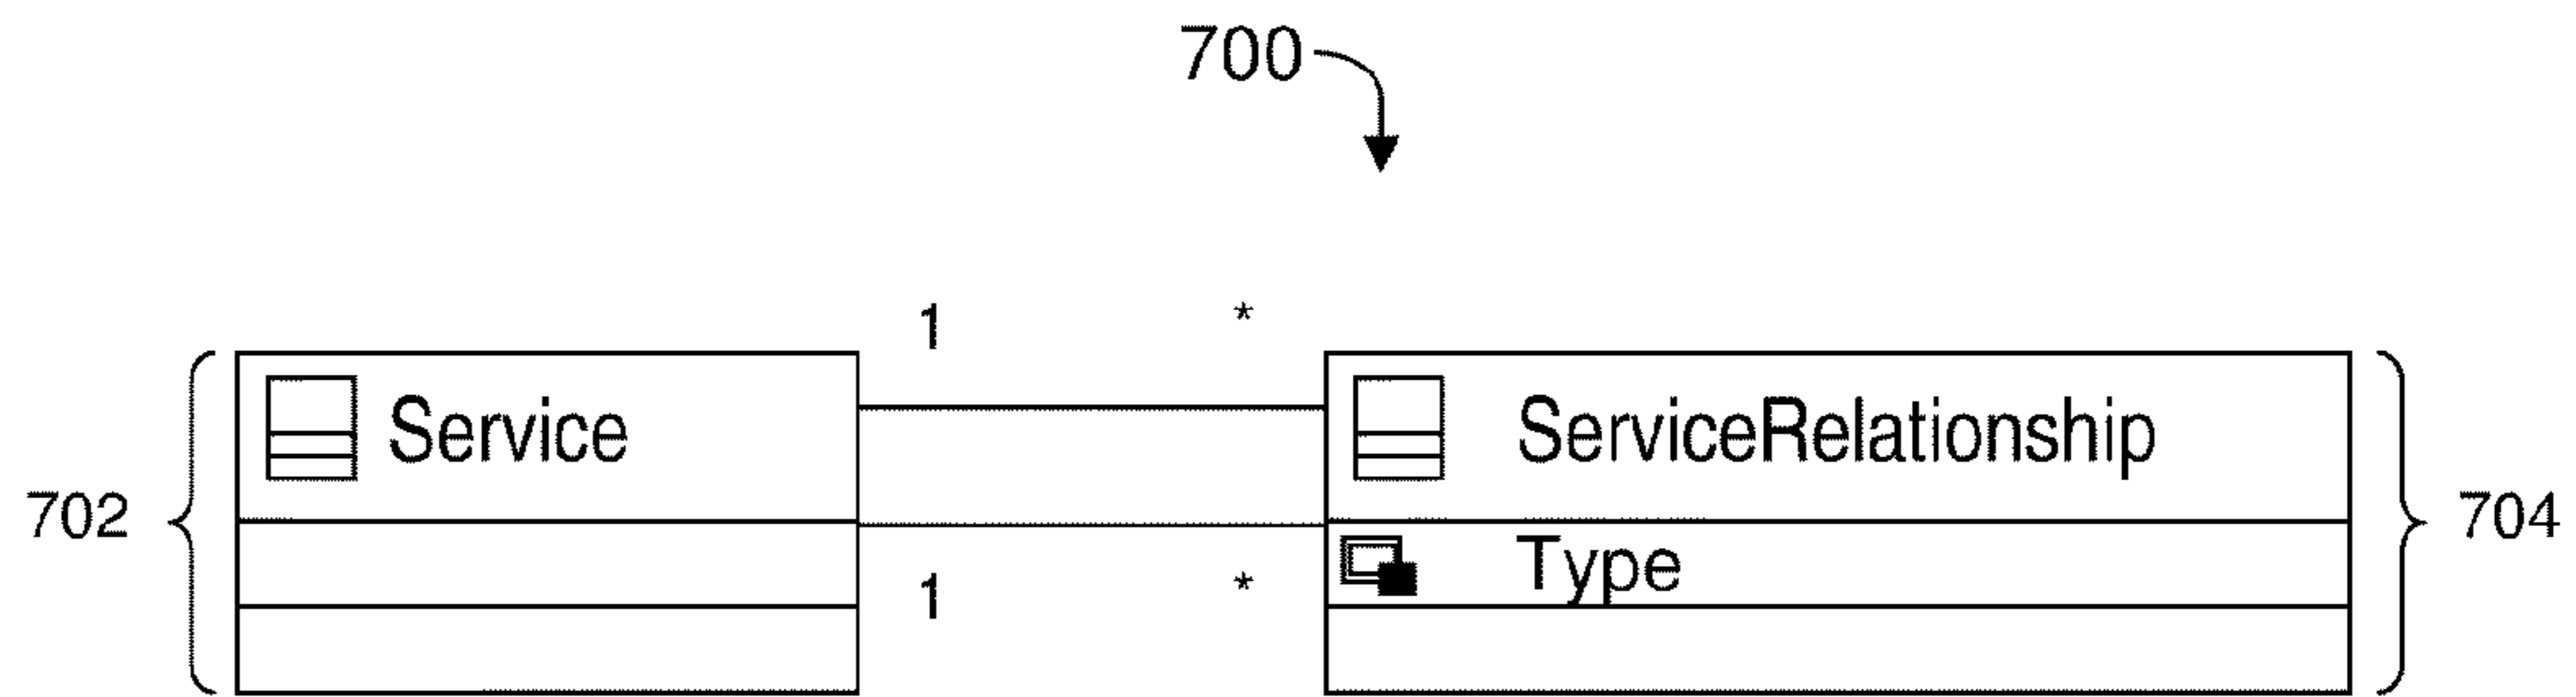 700
1 *
Service ServiceRelationship
702 704
Type
1 *